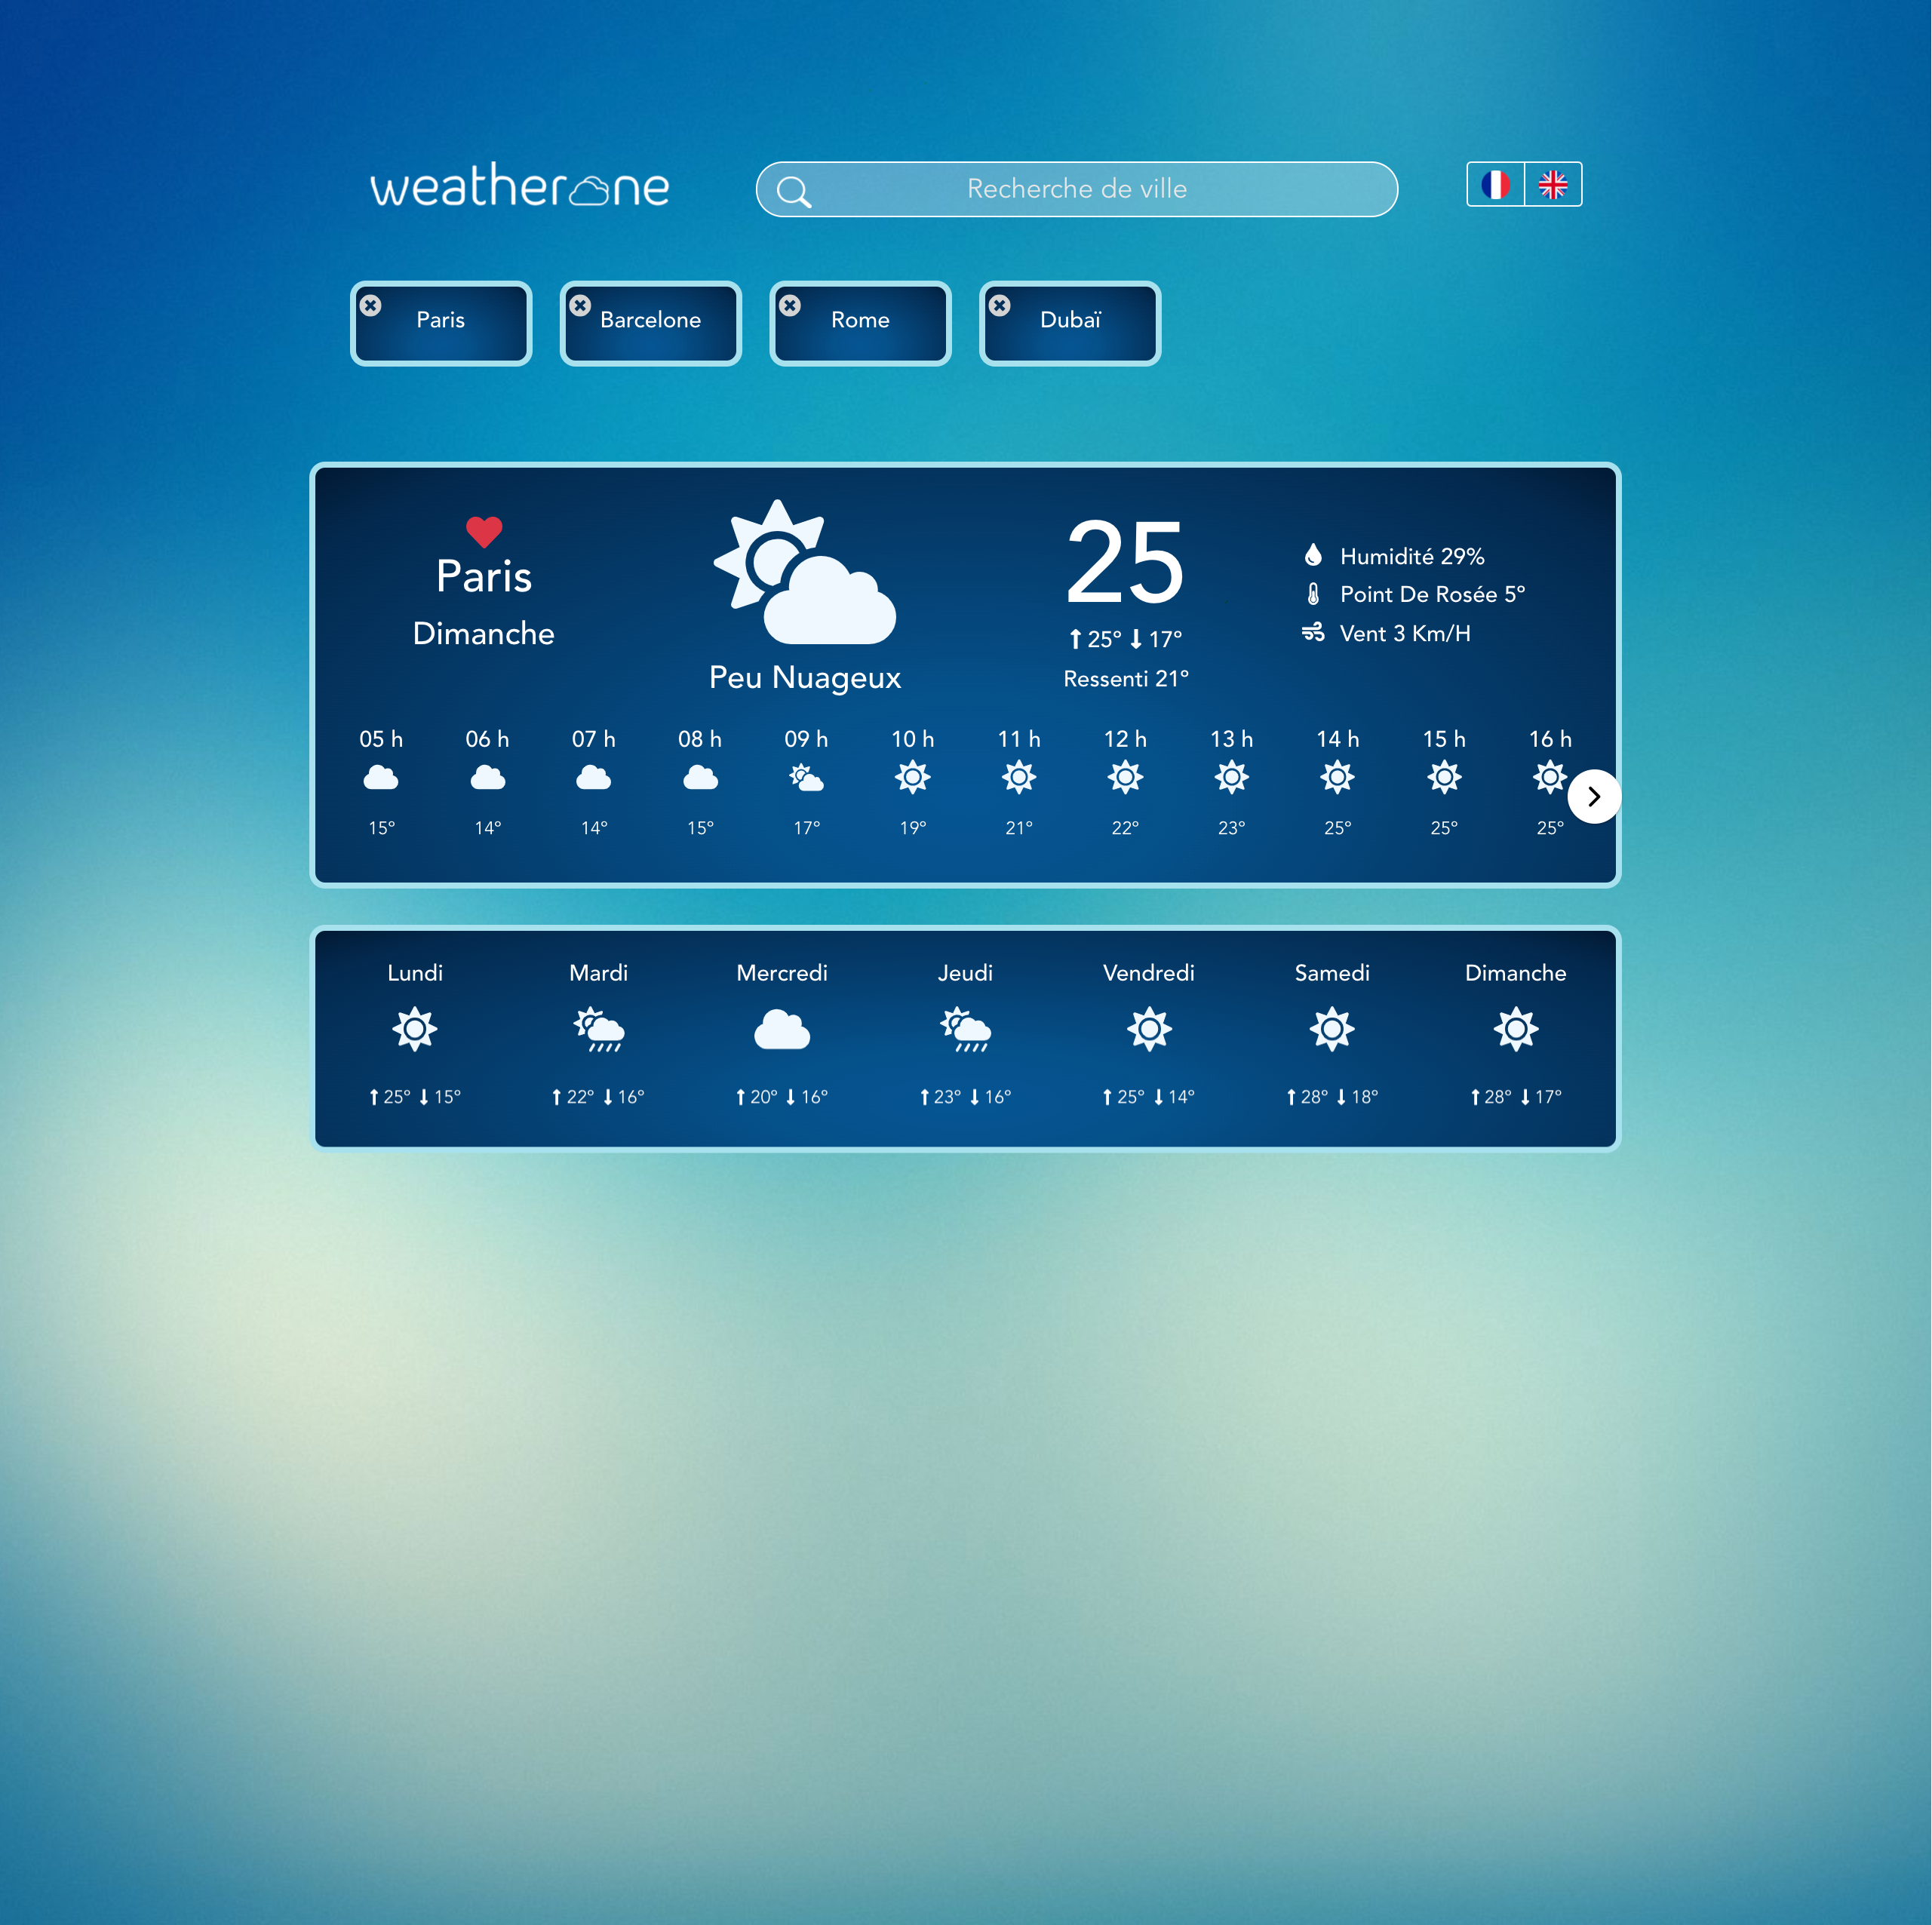 weatherone
Recherche de ville
Paris
Barcelone
Rome
Dubaï
Paris
Dimanche
Peu Nuageux
25
25° 17°
Ressenti 21°
Humidité 29%
Point De Rosée 5°
Vent 3 Km/H
05 h 06 h 07 h 08 h 09 h 10 h 11 h 12 h 13 h 14 h 15 h 16 h
15° 14° 14° 15° 17° 19° 21° 22° 23° 25° 25° 25°
Lundi Mardi Mercredi Jeudi Vendredi Samedi Dimanche
25° 15° 22° 16° 20° 16° 23° 16° 25° 14° 28° 18° 28° 17°